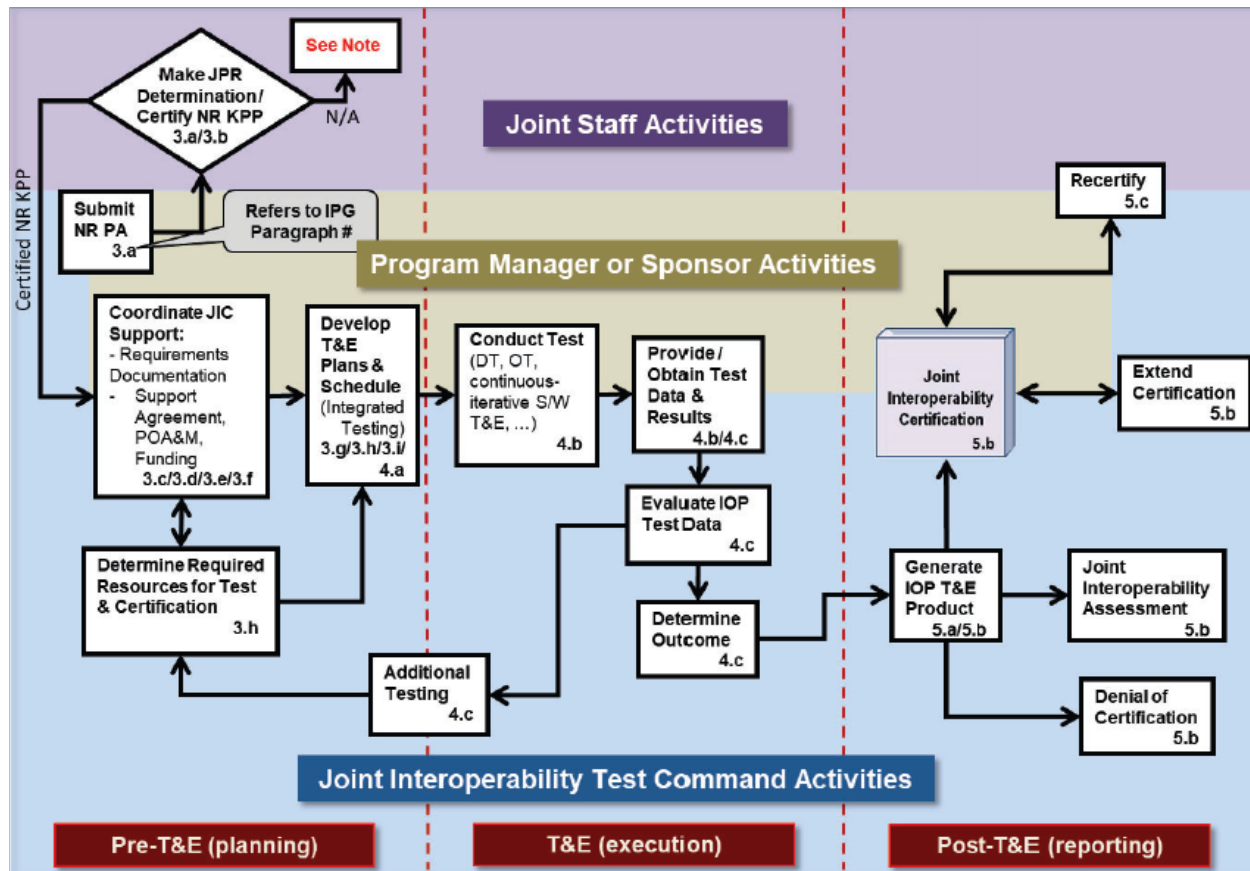 See Note
Make JPR
Determination/
Certify NR KPP
3.a/3.b
N/A
Joint Staff Activities
Certified NR KPP
Submit
NR PA
3.a
Refers to IPG
Paragraph #
Recertify
5.c
Program Manager or Sponsor Activities
Coordinate JIC
Support:
- Requirements
Documentation
- Support
Agreement,
POA&M,
Funding
3.c/3.d/3.e/3.f
Develop
T&E
Plans &
Schedule
(Integrated
Testing)
3.g/3.h/3.i/
4.a
Conduct Test
(DT, OT,
continuous-
iterative S/W
T&E, ...)
4.b
Provide /
Obtain Test
Data &
Results
4.b/4.c
Joint
Interoperability
Certification
5.b
Extend
Certification
5.b
Evaluate IOP
Test Data
4.c
Determine Required
Resources for Test
& Certification
3.h
Determine
Outcome
4.c
Generate
IOP T&E
Product
5.a/5.b
Joint
Interoperability
Assessment
5.b
Additional
Testing
4.c
Denial of
Certification
5.b
Joint Interoperability Test Command Activities
Pre-T&E (planning)
T&E (execution)
Post-T&E (reporting)